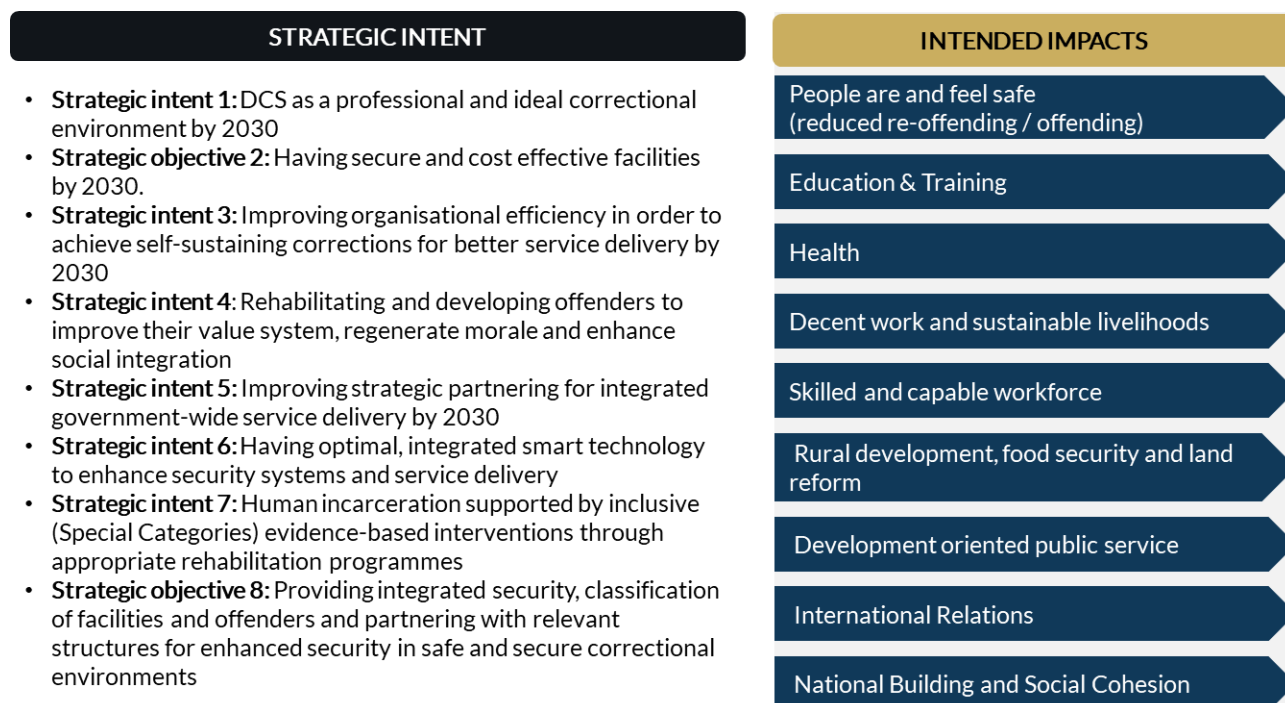 STRATEGIC INTENT
• Strategic intent 1: DCS as a professional and ideal correctional
environment by 2030
• Strategic objective 2: Having secure and cost effective facilities
by 2030.
• Strategic intent 3: Improving organisational efficiency in order to
achieve self-sustaining corrections for better service delivery by
2030
• Strategic intent 4: Rehabilitating and developing offenders to
improve their value system, regenerate morale and enhance
social integration
• Strategic intent 5: Improving strategic partnering for integrated
government-wide service delivery by 2030
• Strategic intent 6: Having optimal, integrated smart technology
to enhance security systems and service delivery
• Strategic intent 7: Human incarceration supported by inclusive
(Special Categories) evidence-based interventions through
appropriate rehabilitation programmes
• Strategic objective 8: Providing integrated security, classification
of facilities and offenders and partnering with relevant
structures for enhanced security in safe and secure correctional
environments
INTENDED IMPACTS
People are and feel safe
(reduced re-offending / offending)
Education & Training
Health
Decent work and sustainable livelihoods
Skilled and capable workforce
Rural development, food security and land
reform
Development oriented public service
International Relations
National Building and Social Cohesion